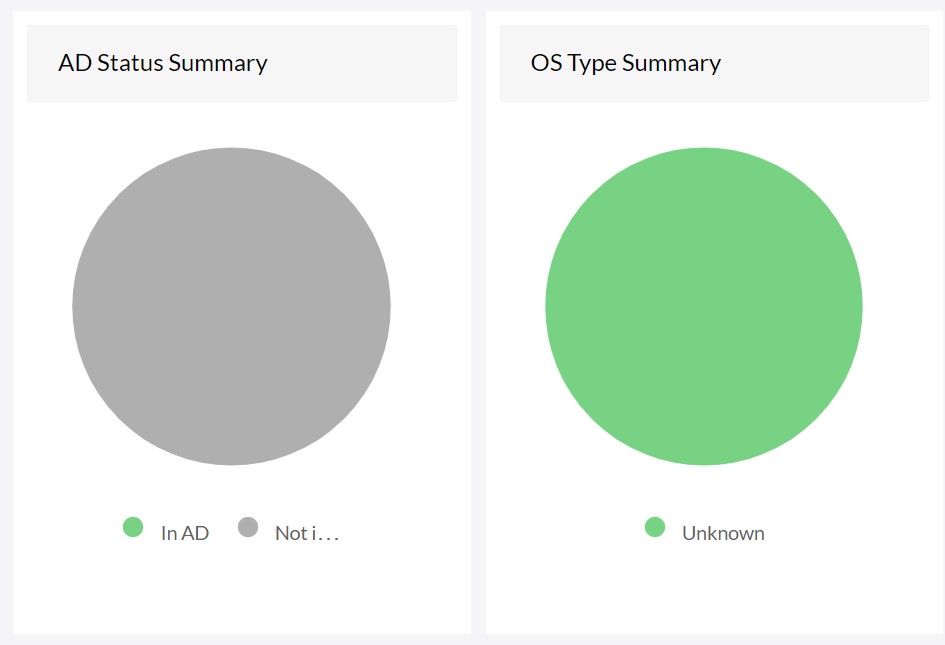 AD Status Summary
OS Type Summary
In AD
Not i...
Unknown